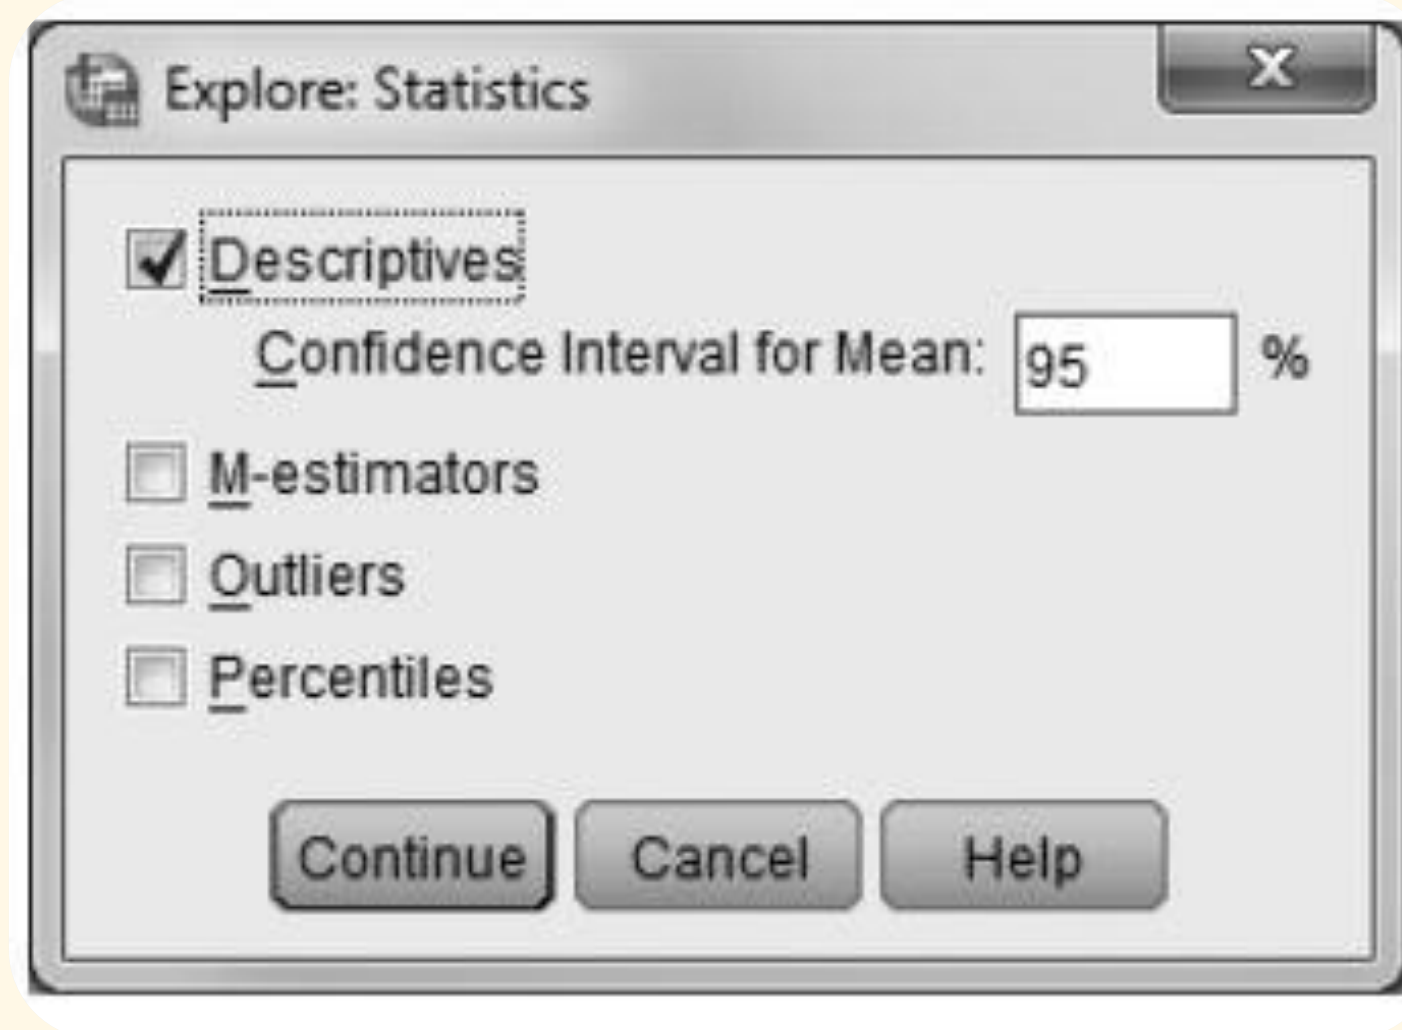 Explore: Statistics
Descriptives
Confidence Interval for Mean: 95 %
M-estimators
Outliers
Percentiles
Continue Cancel Help